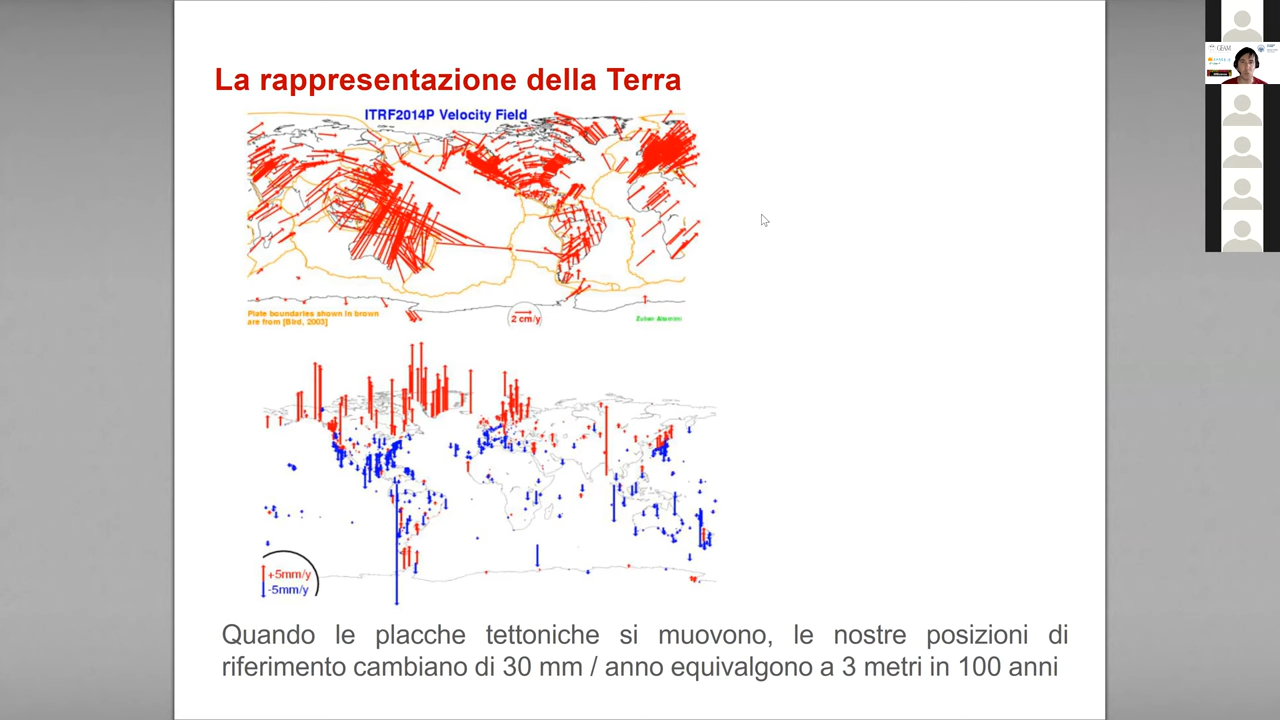 La rappresentazione della Terra
ITRF2014P Velocity Field
Plate boundaries shown in brown
are from [Bird, 2003]
2 cm/y
Zuheir Altamimi
+5mm/y
-5mm/y
Quando le placche tettoniche si muovono, le nostre posizioni di
riferimento cambiano di 30 mm / anno equivalgono a 3 metri in 100 anni
GEAM